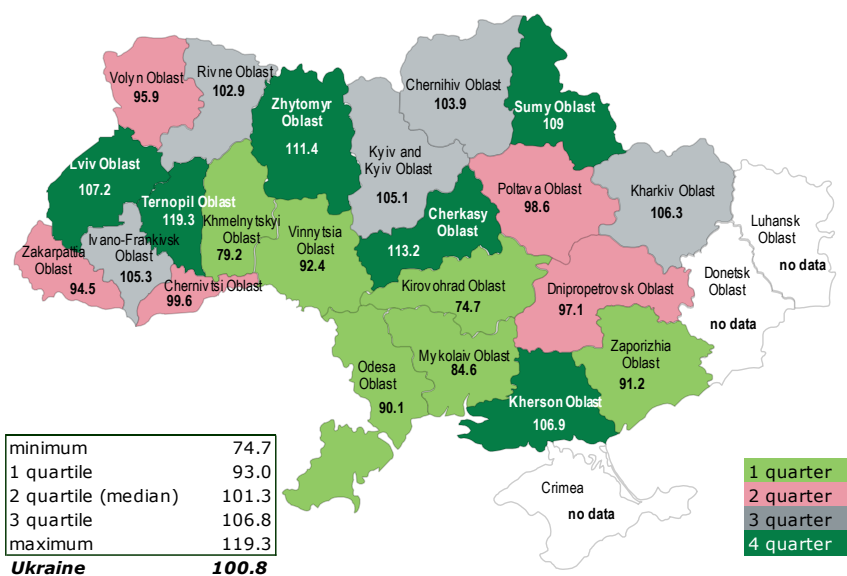 Volyn Oblast
95.9
Rivne Oblast
102.9
Zhytomyr
Oblast
111.4
Chernihiv Oblast
103.9
Sumy Oblast
109
Kyiv and
Kyiv Oblast
105.1
Lviv Oblast
107.2
Ternopil Oblast
119.3
Khmelnytskyi
Oblast
79.2
Vinnytsia
Oblast
92.4
Cherkasy
Oblast
113.2
Poltava Oblast
98.6
Kharkiv Oblast
106.3
Luhansk
Oblast
no data
Donetsk
Oblast
no data
Zakarpattia
Oblast
94.5
Ivano-Frankivsk
Oblast
105.3
Chernivtsi Oblast
99.6
Kirovohrad Oblast
74.7
Dnipropetrovsk Oblast
97.1
Zaporizhia
Oblast
91.2
Odesa
Oblast
90.1
Mykolaiv Oblast
84.6
Kherson Oblast
106.9
Crimea
no data
minimum 74.7
1 quartile 93.0
2 quartile (median) 101.3
3 quartile 106.8
maximum 119.3
Ukraine 100.8
1 quarter
2 quarter
3 quarter
4 quarter